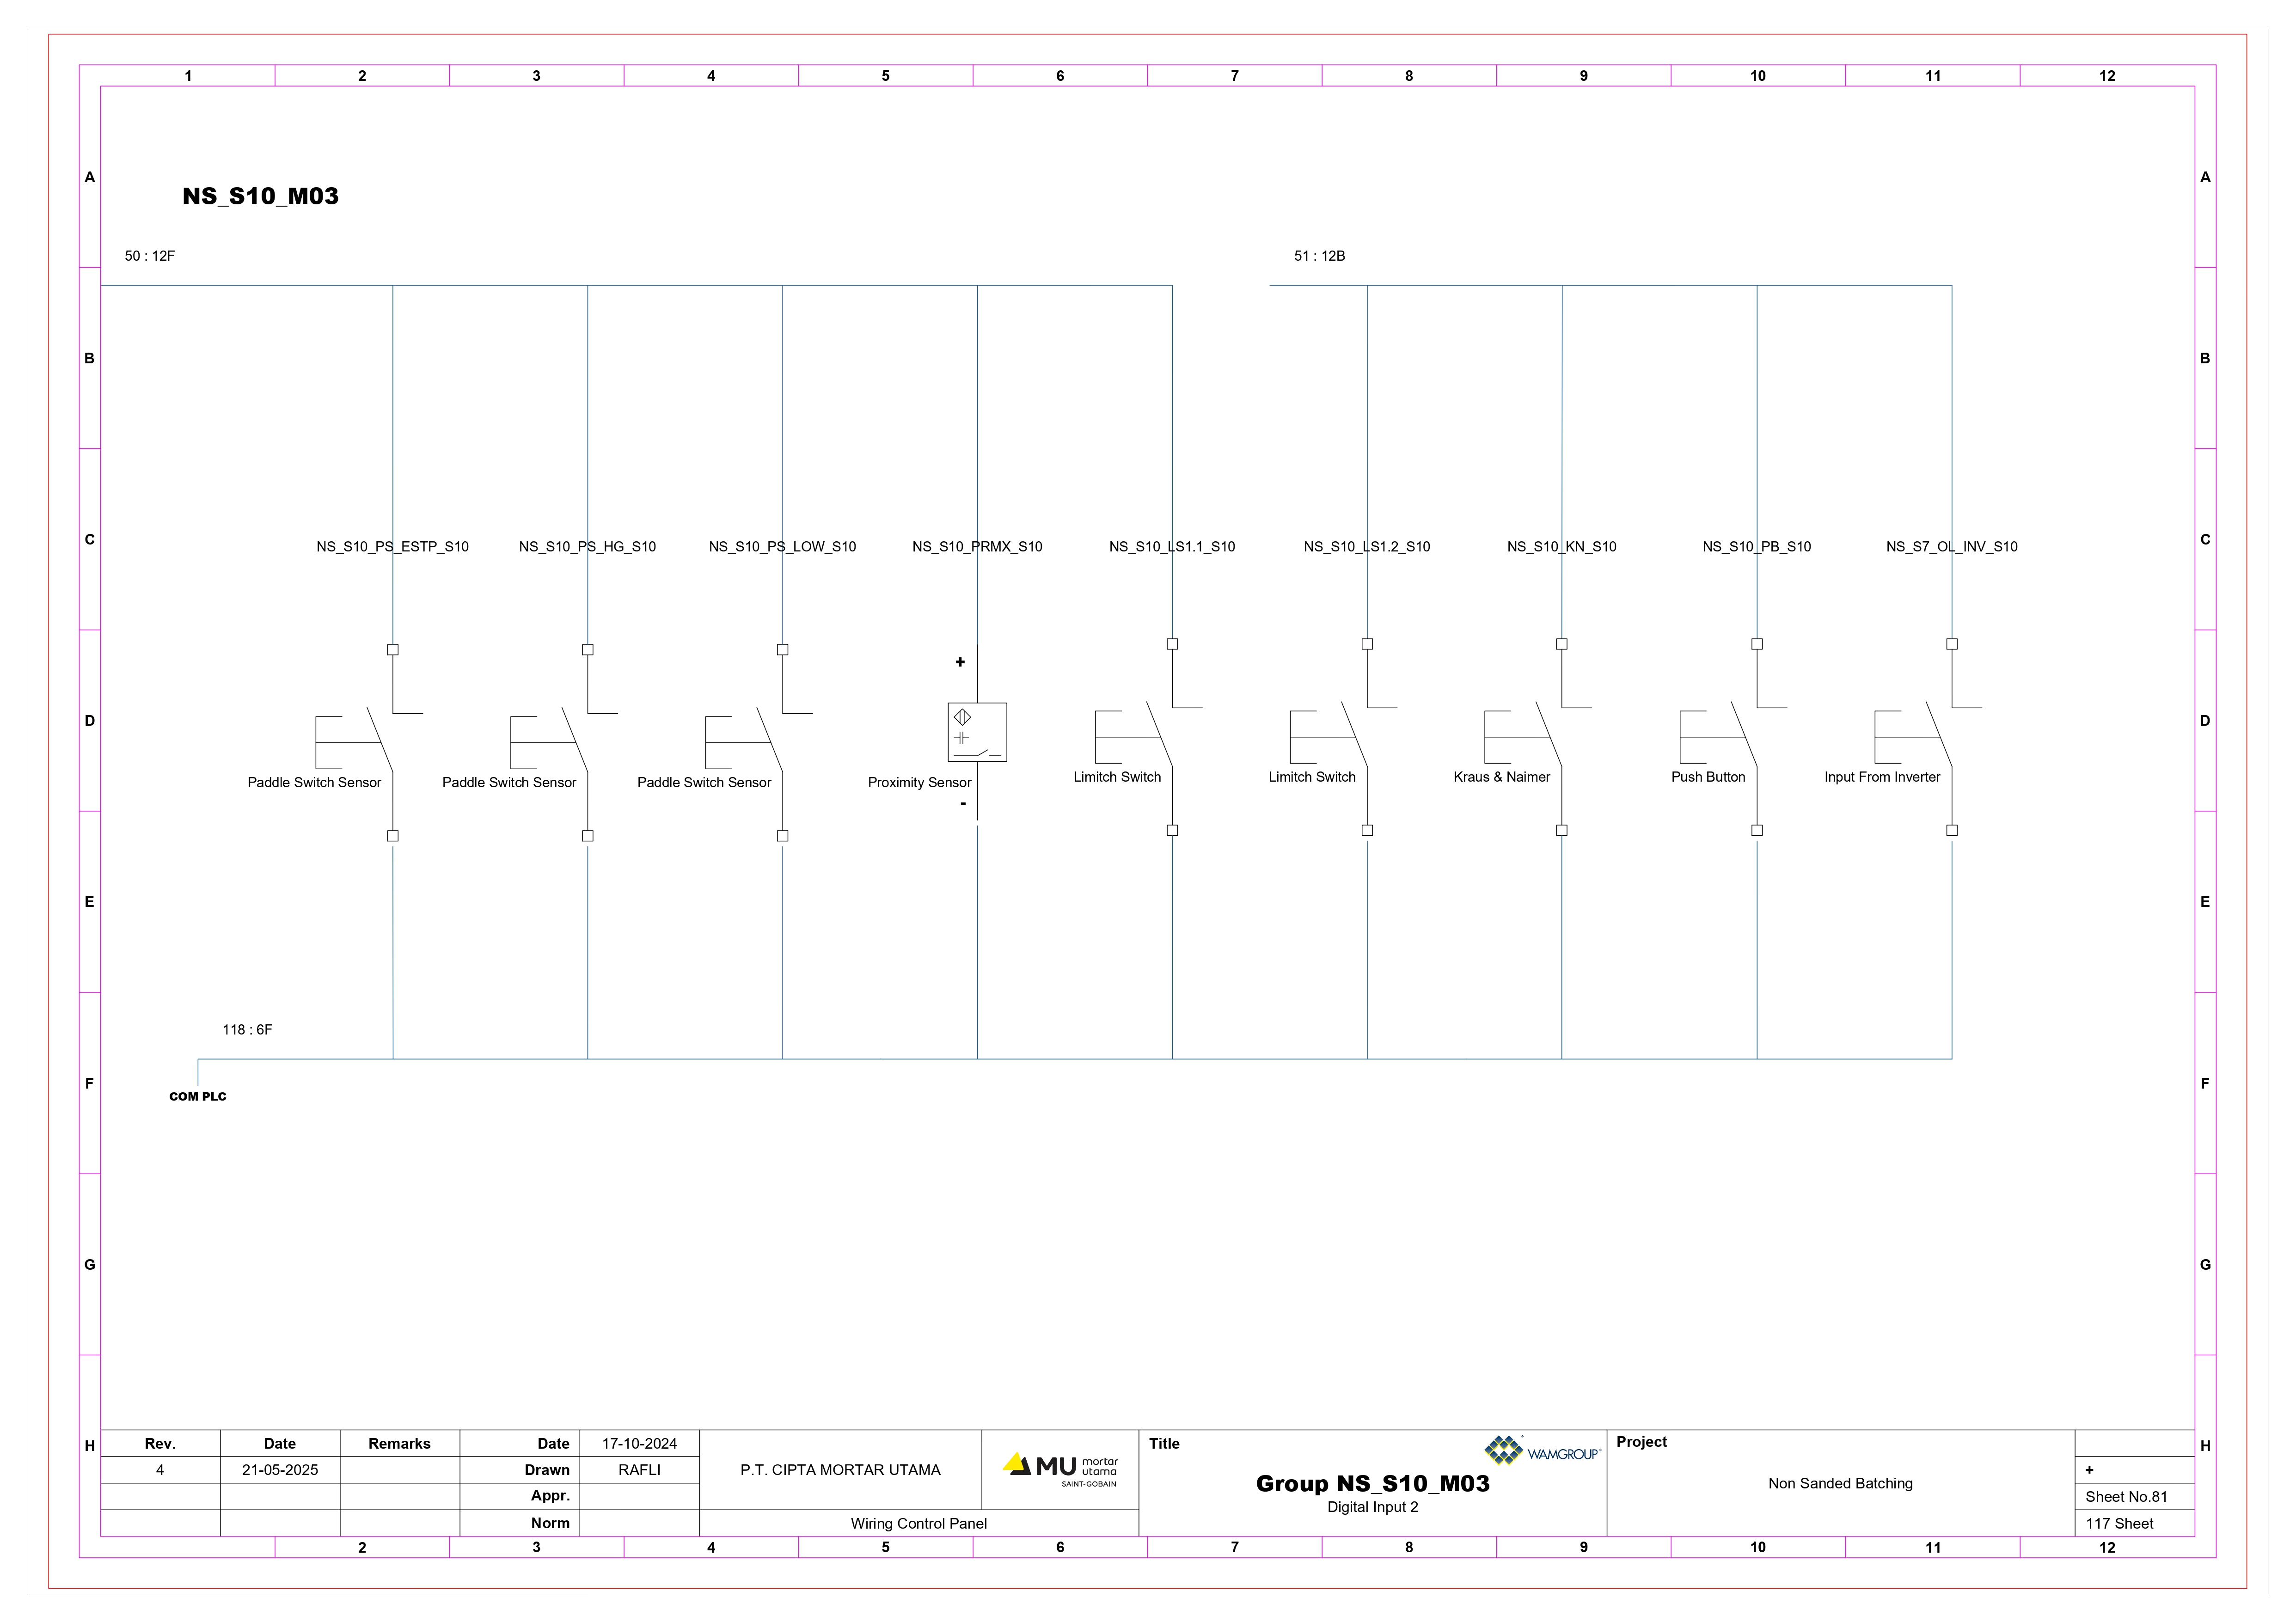 1 2 3 4 5 6 7 8 9 10 11 12
A A
NS_S10_M03
50 : 12F 51 : 12B
B B
C C
NS_S10_PS_ESTP_S10 NS_S10_PS_HG_S10 NS_S10_PS_LOW_S10 NS_S10_PRMX_S10 NS_S10_LS1.1_S10 NS_S10_LS1.2_S10 NS_S10_KN_S10 NS_S10_PB_S10 NS_S7_OL_INV_S10
+
D D
Paddle Switch Sensor Paddle Switch Sensor Paddle Switch Sensor Proximity Sensor Limitch Switch Limitch Switch Kraus & Naimer Push Button Input From Inverter
-
E E
118 : 6F
F F
COM PLC
G G
H H
Rev. Date Remarks Date 17-10-2024
4 21-05-2025 Drawn RAFLI
Appr.
Norm
P.T. CIPTA MORTAR UTAMA
MU mortar utama
SAINT-GOBAIN
Wiring Control Panel
Title
WAMGROUP®
Group NS_S10_M03
Digital Input 2
Project
Non Sanded Batching
+
Sheet No.81
117 Sheet
2 3 4 5 6 7 8 9 10 11 12